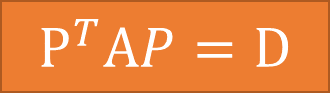 PᵀAP = D